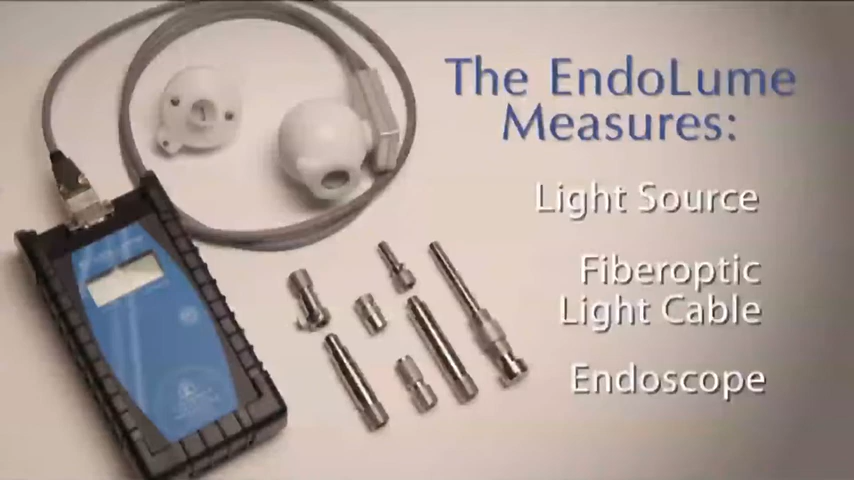 The EndoLume
Measures:
Light Source
Fiberoptic
Light Cable
Endoscope